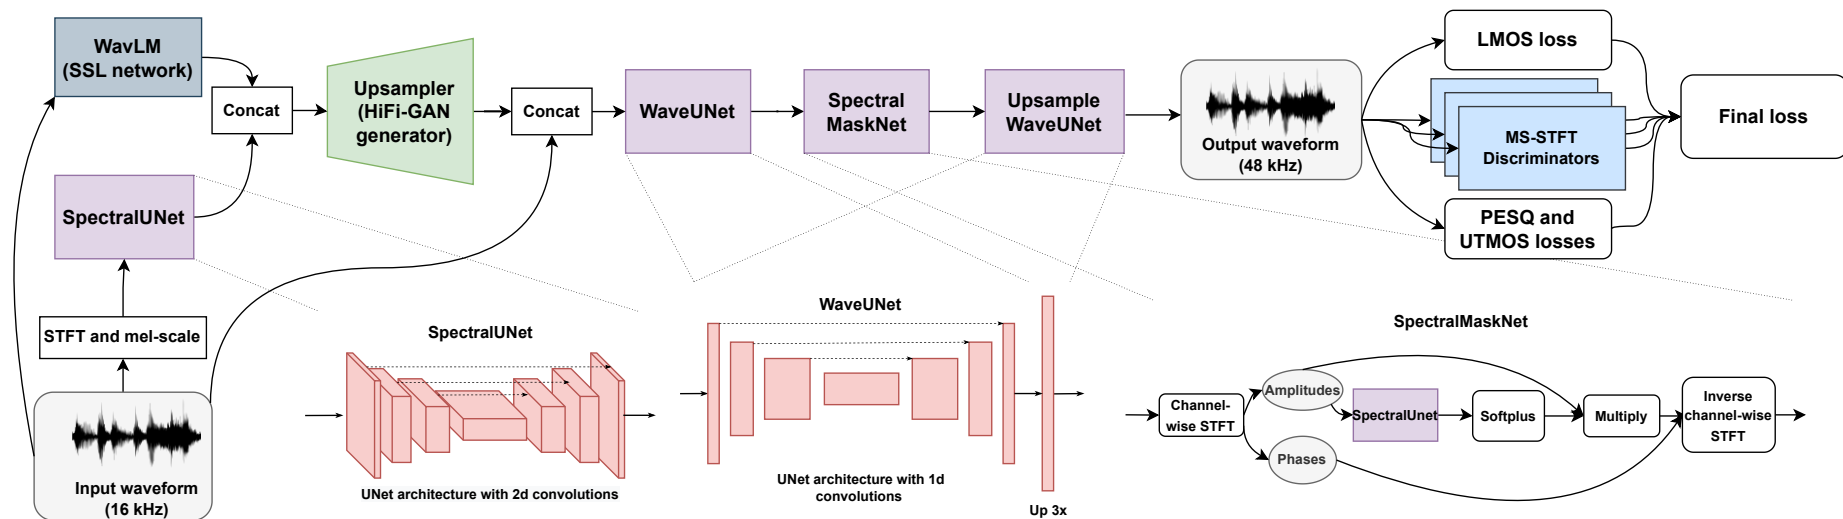 WavLM
(SSL network)
Concat
Upsampler
(HiFi-GAN
generator)
Concat
WaveUNet
Spectral
MaskNet
Upsample
WaveUNet
Output waveform
(48 kHz)
LMOS loss
MS-STFT
Discriminators
PESQ and
UTMOS losses
Final loss
SpectralUNet
STFT and mel-scale
Input waveform
(16 kHz)
SpectralUNet
UNet architecture with 2d convolutions
WaveUNet
UNet architecture with 1d
convolutions
Up 3x
SpectralMaskNet
Channel-
wise STFT
Amplitudes
Phases
SpectralUnet
Softplus
Multiply
Inverse
channel-wise
STFT